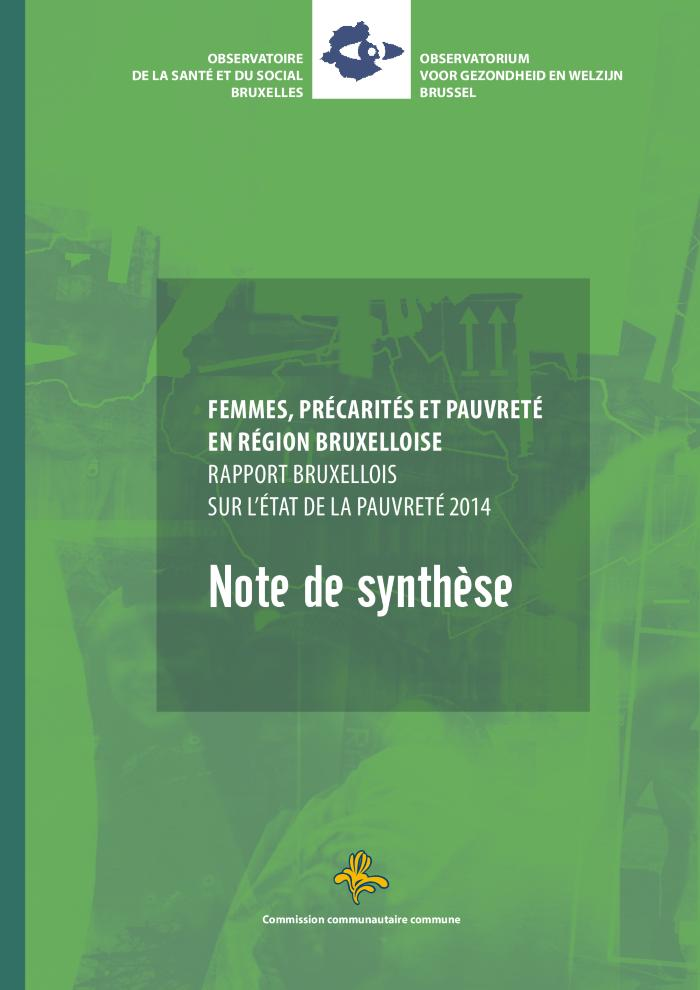 OBSERVATOIRE
DE LA SANTÉ ET DU SOCIAL
BRUXELLES
OBSERVATORIUM
VOOR GEZONDHEID EN WELZIJN
BRUSSEL
FEMMES, PRÉCARITÉS ET PAUVRETÉ
EN RÉGION BRUXELLOISE
RAPPORT BRUXELLOIS
SUR L'ÉTAT DE LA PAUVRETÉ 2014
Note de synthèse
Commission communautaire commune